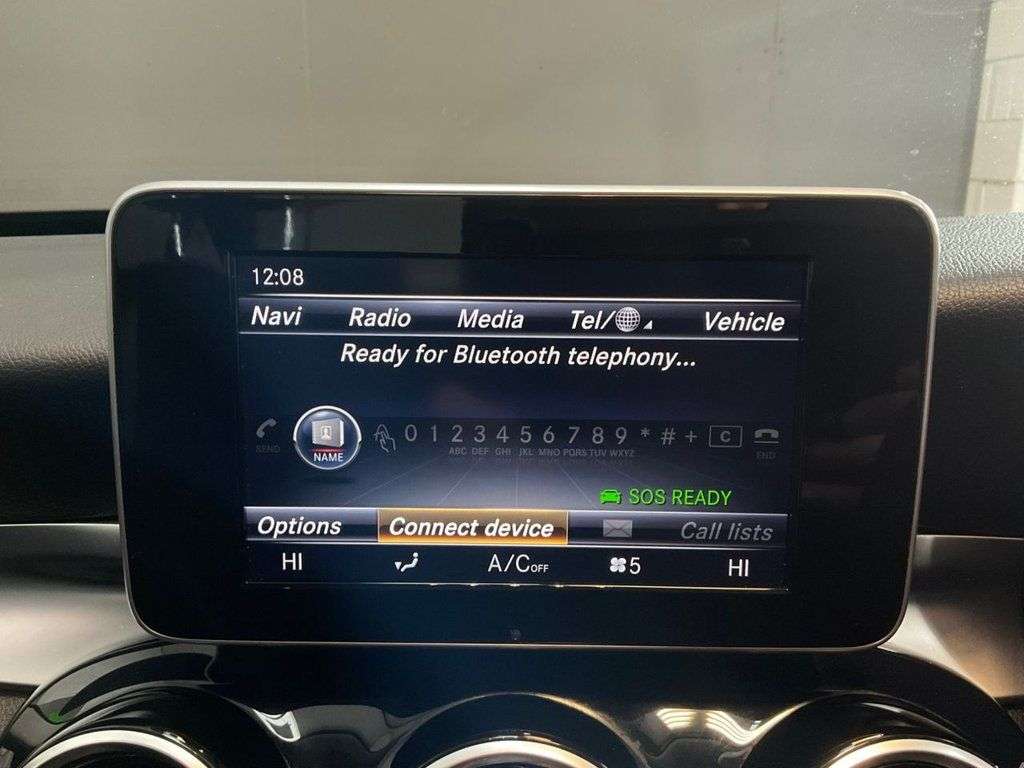 12:08
Navi Radio Media Tel/ Vehicle
Ready for Bluetooth telephony...
SEND NAME 0 1 2 3 4 5 6 7 8 9 * # + C END
ABC DEF GHI JKL MNO PQRS TUV WXYZ
SOS READY
Options Connect device Call lists
HI A/C OFF 5 HI